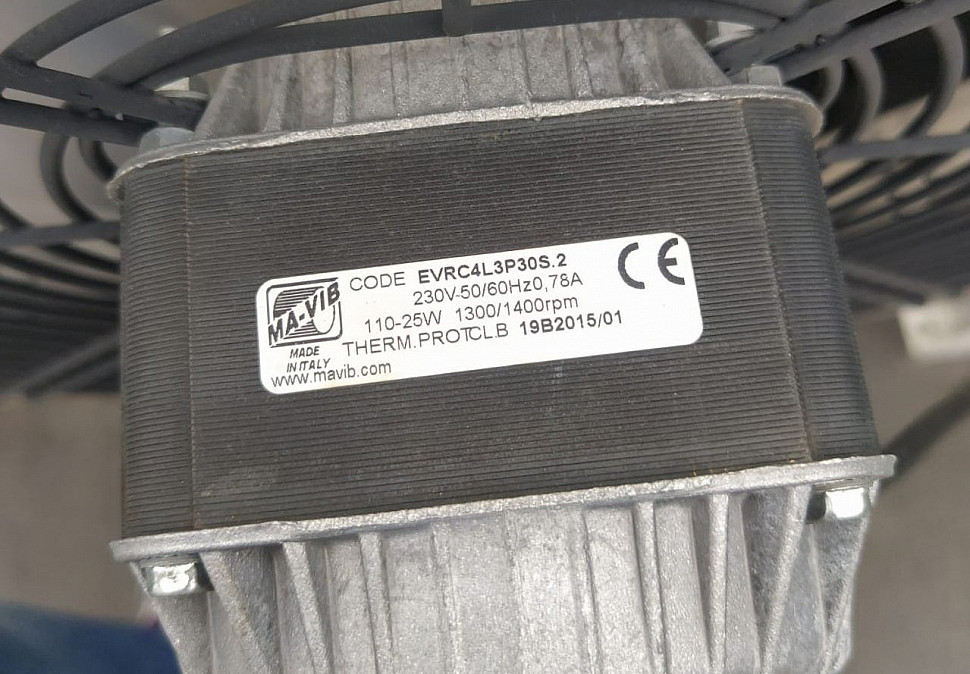 MA-VIB
MADE
IN ITALY
CODE EVRC4L3P30S.2
230V-50/60Hz0,78A
110-25W 1300/1400rpm
THERM.PROTCL.B 19B2015/01
www.mavib.com
CE